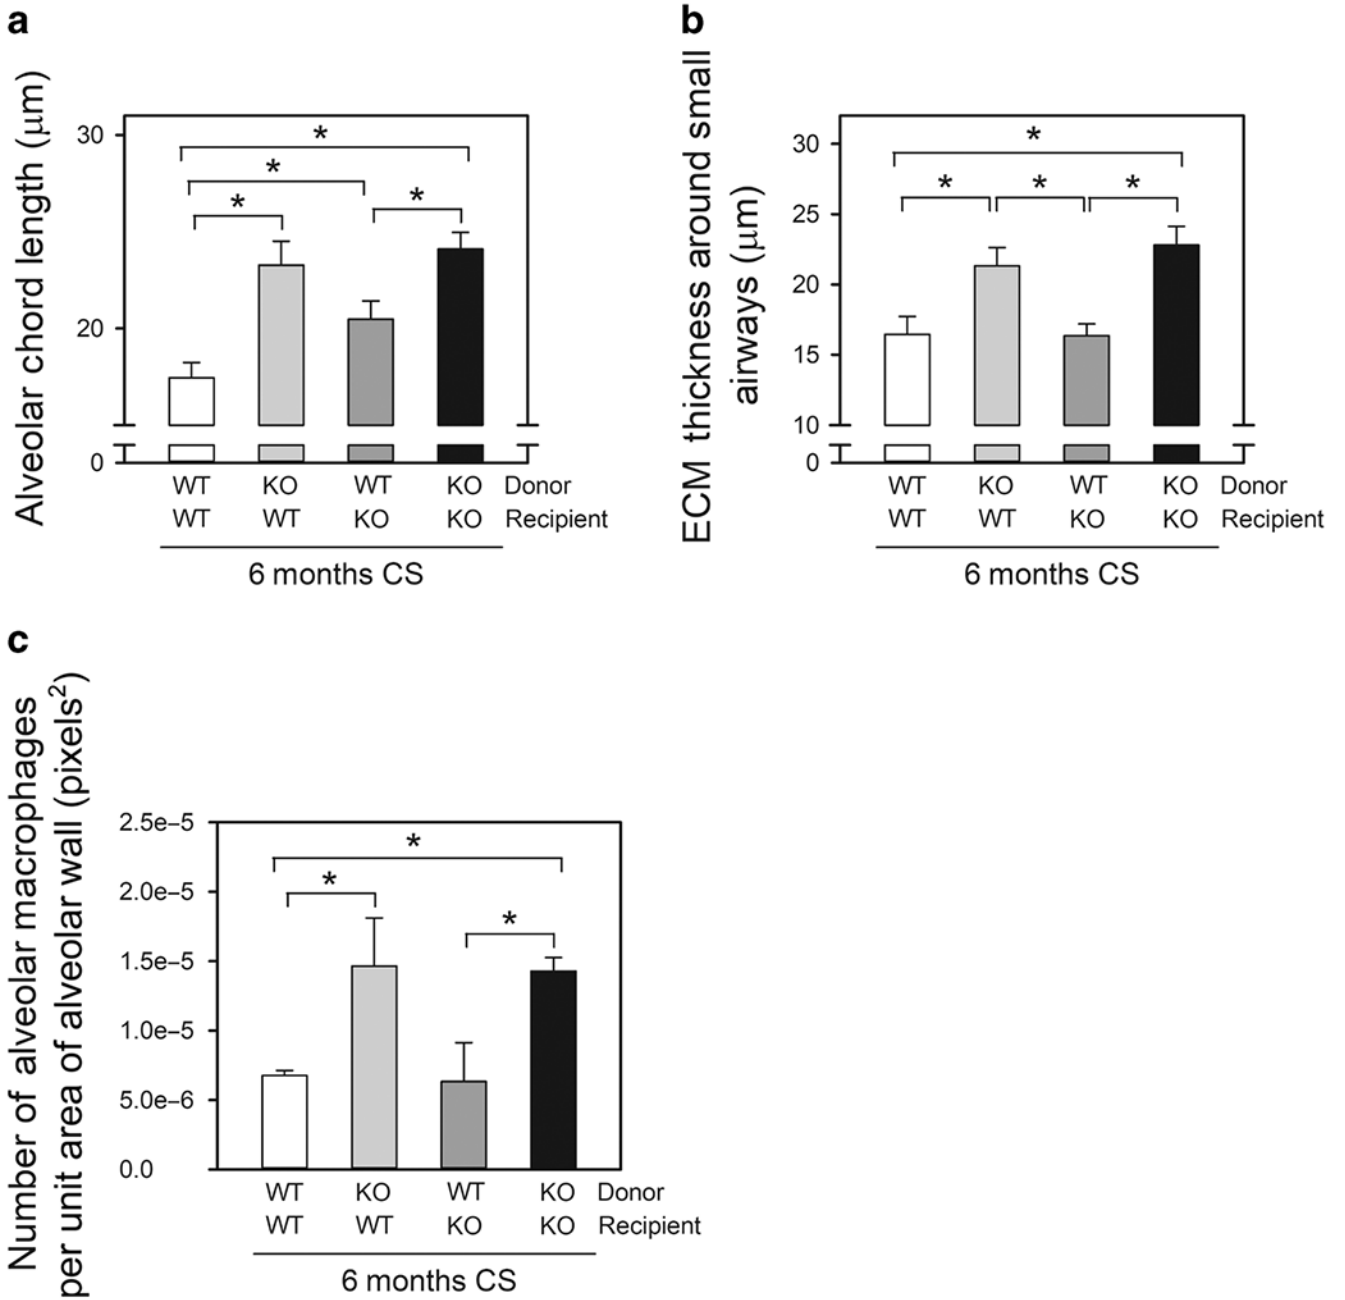 a
Alveolar chord length (μm)
30
20
0
*
*
*
*
WT KO WT KO Donor
WT WT KO KO Recipient
6 months CS
b
ECM thickness around small
airways (μm)
30
25
20
15
10
0
*
*
*
*
WT KO WT KO Donor
WT WT KO KO Recipient
6 months CS
c
Number of alveolar macrophages
per unit area of alveolar wall (pixels²)
2.5e–5
2.0e–5
1.5e–5
1.0e–5
5.0e–6
0.0
*
*
*
WT KO WT KO Donor
WT WT KO KO Recipient
6 months CS